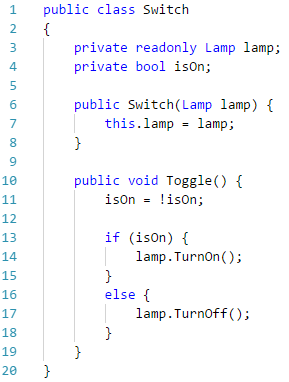 1 public class Switch
2 {
3     private readonly Lamp lamp;
4     private bool isOn;
5
6     public Switch(Lamp lamp) {
7         this.lamp = lamp;
8     }
9
10     public void Toggle() {
11         isOn = !isOn;
12
13         if (isOn) {
14             lamp.TurnOn();
15         }
16         else {
17             lamp.TurnOff();
18         }
19     }
20 }